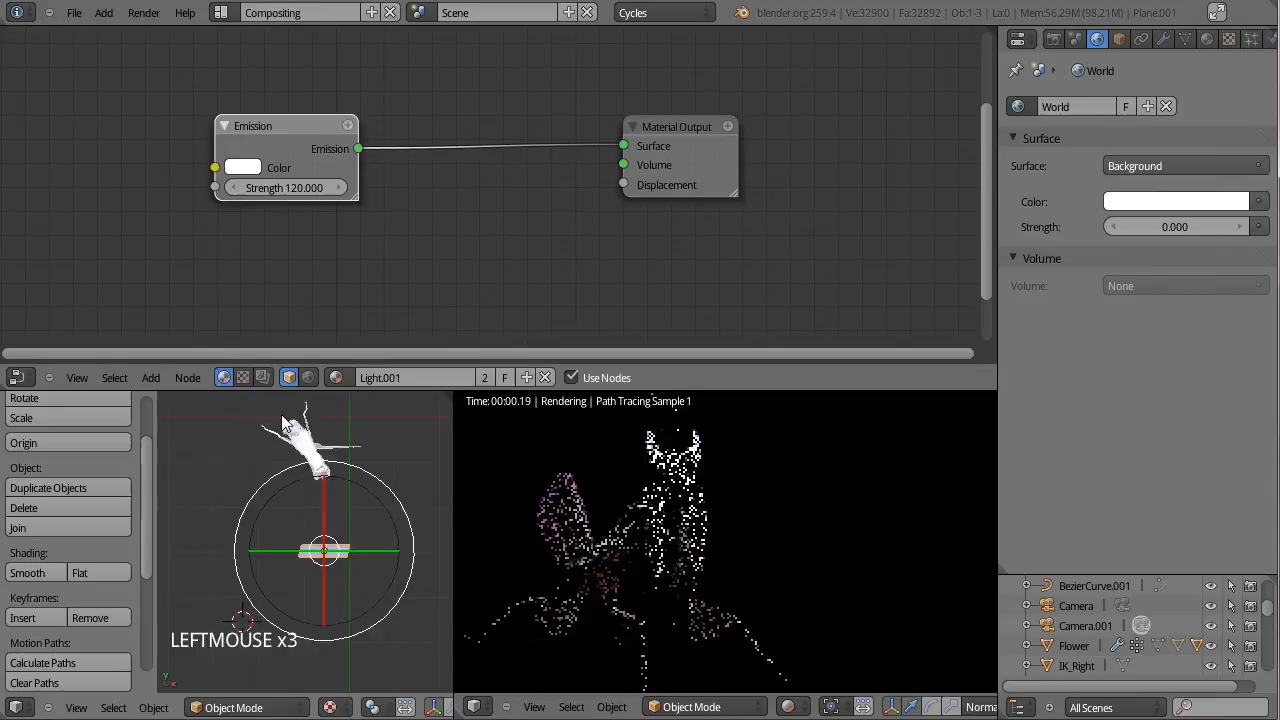 File Add Render Help Compositing Scene Cycles blender.org 259.4 | Ve:32900 | Fa:32892 | Ob:1-3 | La:0 | Mem:56.29M (98.21M) | Plane.001
World
World F
Surface
Surface: Background
Color:
Strength: 0.000
Volume
Volume: None
Emission
Emission
Color
Strength 120.000
Material Output
Surface
Volume
Displacement
View Select Add Node Light.001 2 F Use Nodes
Rotate
Scale
Origin
Object:
Duplicate Objects
Delete
Join
Shading:
Smooth Flat
Keyframes:
Insert Remove
Motion Paths:
Calculate Paths
Clear Paths
LEFTMOUSE x3
y
x
Time:00:00.19 | Rendering | Path Tracing Sample 1
BezierCurve.001
Camera
Camera.001
Flower
IK_Right
View Select Object Object Mode
View Select Object Object Mode Norma
All Scenes